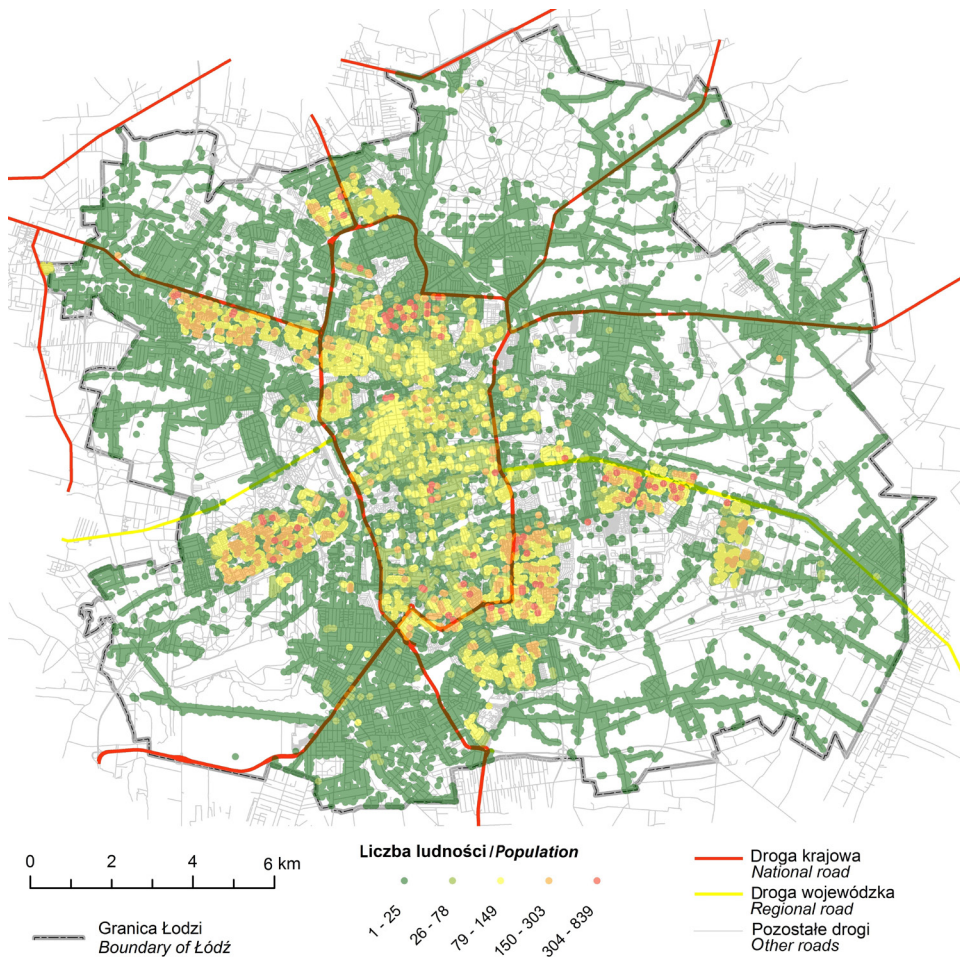 0 2 4 6 km
Granica Łodzi
Boundary of Łódź
Liczba ludności / Population
1 - 25
26 - 78
79 - 149
150 - 303
304 - 839
Droga krajowa
National road
Droga wojewódzka
Regional road
Pozostałe drogi
Other roads